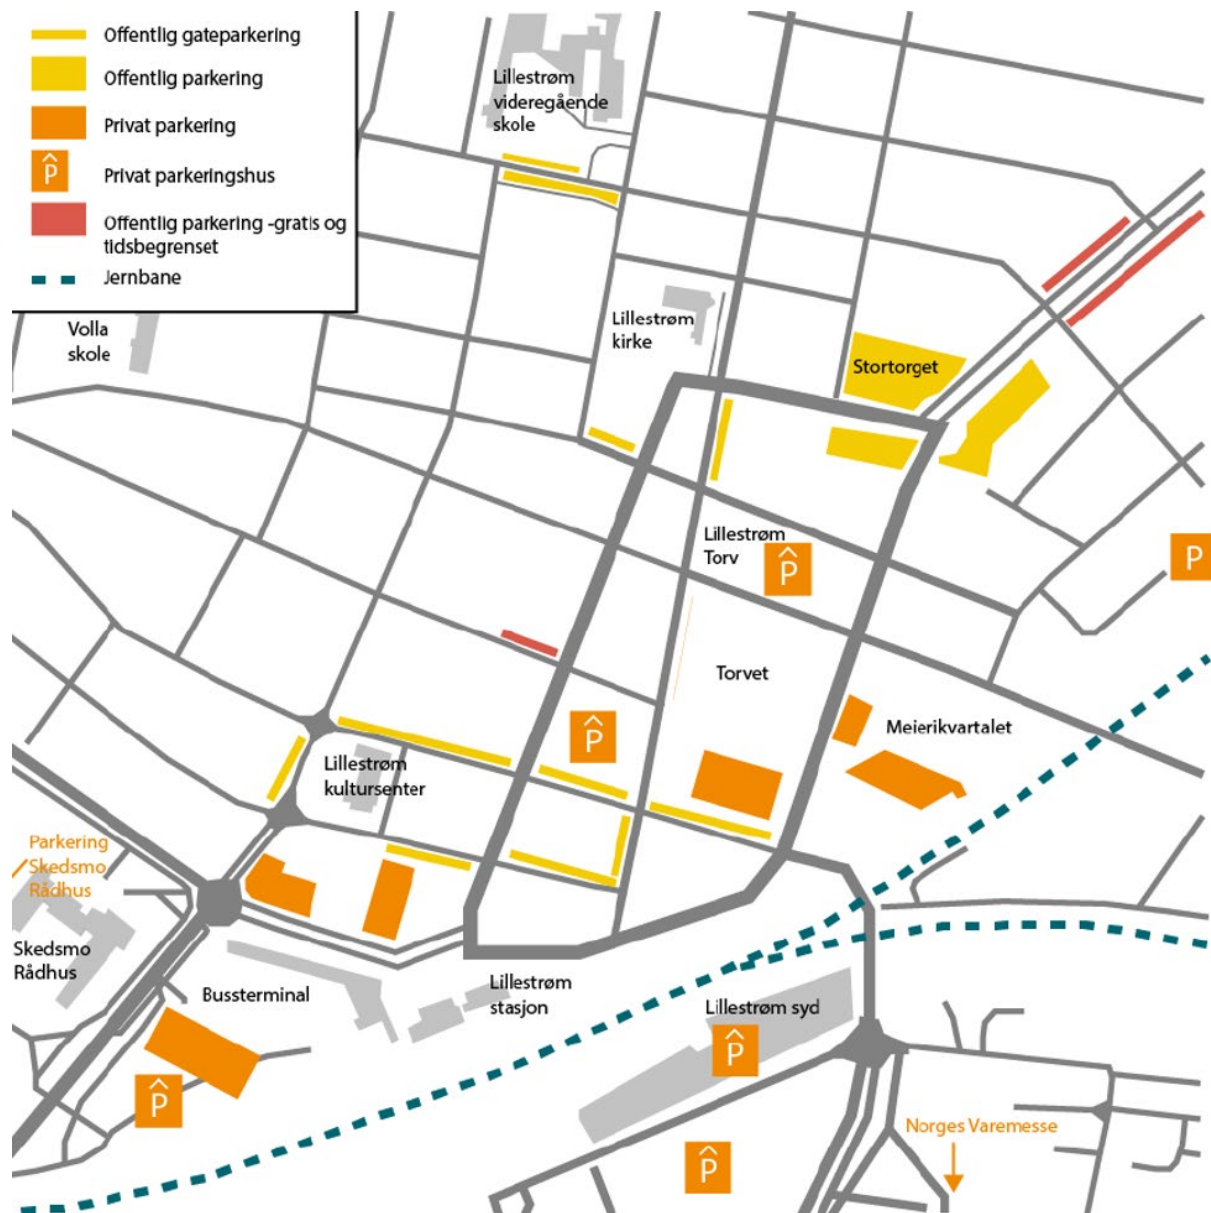 Offentlig gateparkering
Offentlig parkering
Privat parkering
P
Privat parkeringshus
Offentlig parkering -gratis og
tidsbegrenset
Jernbane
Lillestrøm
videregående
skole
Volla
skole
Lillestrøm
kirke
Stortorget
Lillestrøm
Torv
P
P
Torvet
P
Meierikvartalet
Lillestrøm
kultursenter
Parkering
Skedsmo
Rådhus
Skedsmo
Rådhus
Bussterminal
Lillestrøm
stasjon
Lillestrøm syd
P
P
Norges Varemesse
P